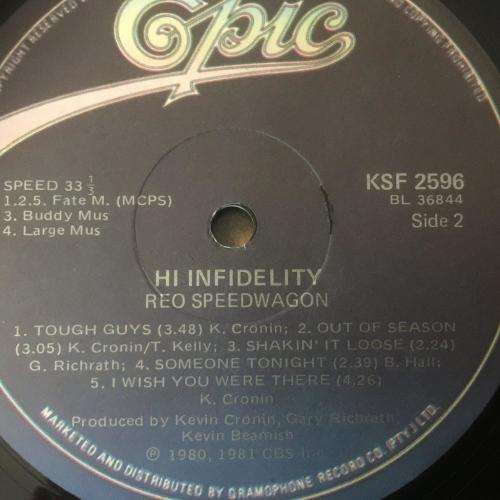 Epic
SPEED 33 1/3
1.2.5. Fate M. (MCPS)
3. Buddy Mus
4. Large Mus
KSF 2596
BL 36844
Side 2
HI INFIDELITY
REO SPEEDWAGON
1. TOUGH GUYS (3.48) K. Cronin; 2. OUT OF SEASON
(3.05) K. Cronin/T. Kelly; 3. SHAKIN' IT LOOSE (2.24)
G. Richrath; 4. SOMEONE TONIGHT (2.39) B. Hall;
5. I WISH YOU WERE THERE (4.26)
K. Cronin
Produced by Kevin Cronin, Gary Richrath,
Kevin Beamish
℗ 1980, 1981 CBS Inc.
MARKETED AND DISTRIBUTED BY GRAMOPHONE RECORD CO. (PTY) LTD.